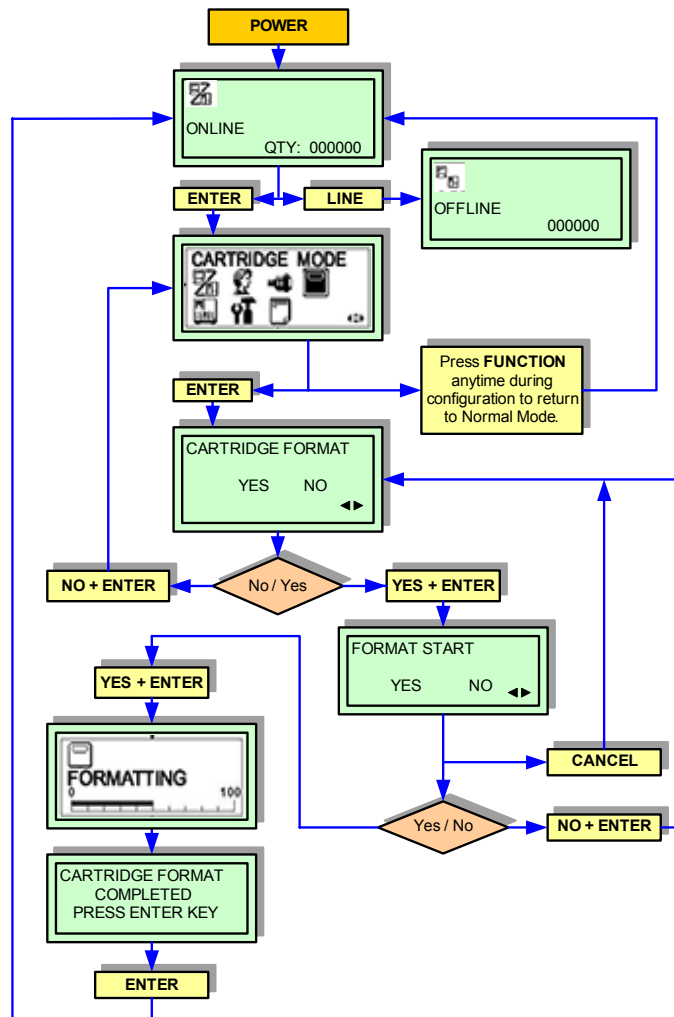 POWER
ONLINE
QTY: 000000
ENTER
LINE
OFFLINE
000000
CARTRIDGE MODE
ENTER
Press FUNCTION
anytime during
configuration to return
to Normal Mode.
CARTRIDGE FORMAT
YES NO
NO + ENTER
No / Yes
YES + ENTER
FORMAT START
YES NO
YES + ENTER
CANCEL
FORMATTING
0 100
Yes / No
NO + ENTER
CARTRIDGE FORMAT
COMPLETED
PRESS ENTER KEY
ENTER